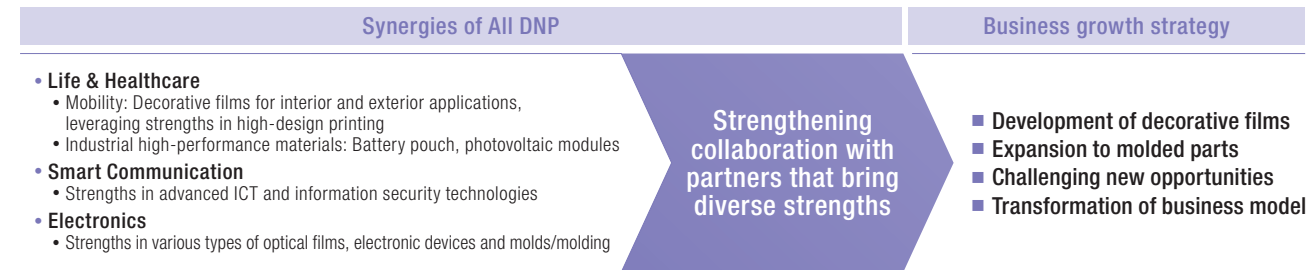 Synergies of All DNP
Business growth strategy
• Life & Healthcare
• Mobility: Decorative films for interior and exterior applications,
leveraging strengths in high-design printing
• Industrial high-performance materials: Battery pouch, photovoltaic modules
• Smart Communication
• Strengths in advanced ICT and information security technologies
• Electronics
• Strengths in various types of optical films, electronic devices and molds/molding
Strengthening
collaboration with
partners that bring
diverse strengths
■ Development of decorative films
■ Expansion to molded parts
■ Challenging new opportunities
■ Transformation of business model